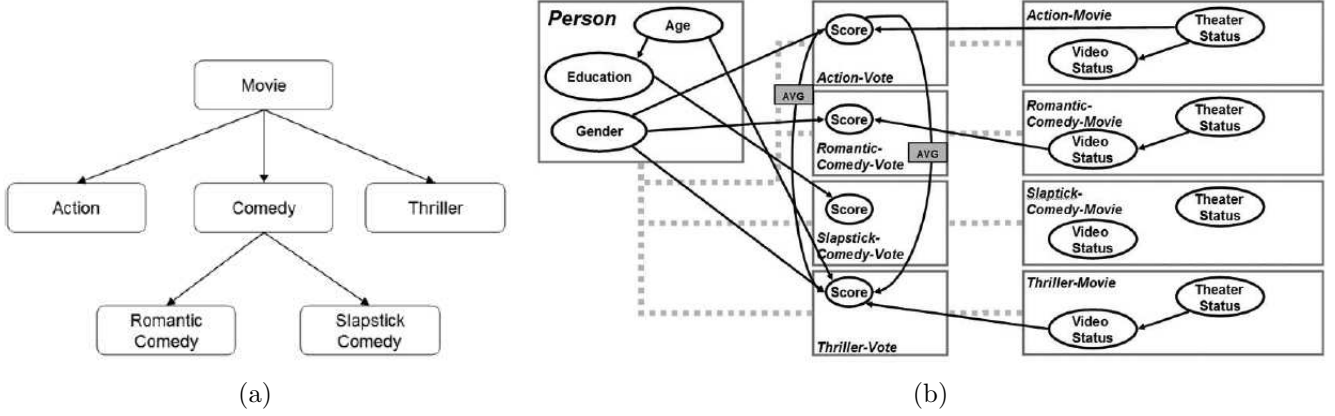 Movie
Action
Comedy
Thriller
Romantic
Comedy
Slapstick
Comedy
(a)
Person
Age
Education
Gender
Score
Action-Vote
AVG
Score
Romantic-
Comedy-Vote
AVG
Score
Slapstick-
Comedy-Vote
Score
Thriller-Vote
Action-Movie
Theater
Status
Video
Status
Romantic-
Comedy-Movie
Theater
Status
Video
Status
Slaptick-
Comedy-Movie
Theater
Status
Video
Status
Thriller-Movie
Theater
Status
Video
Status
(b)